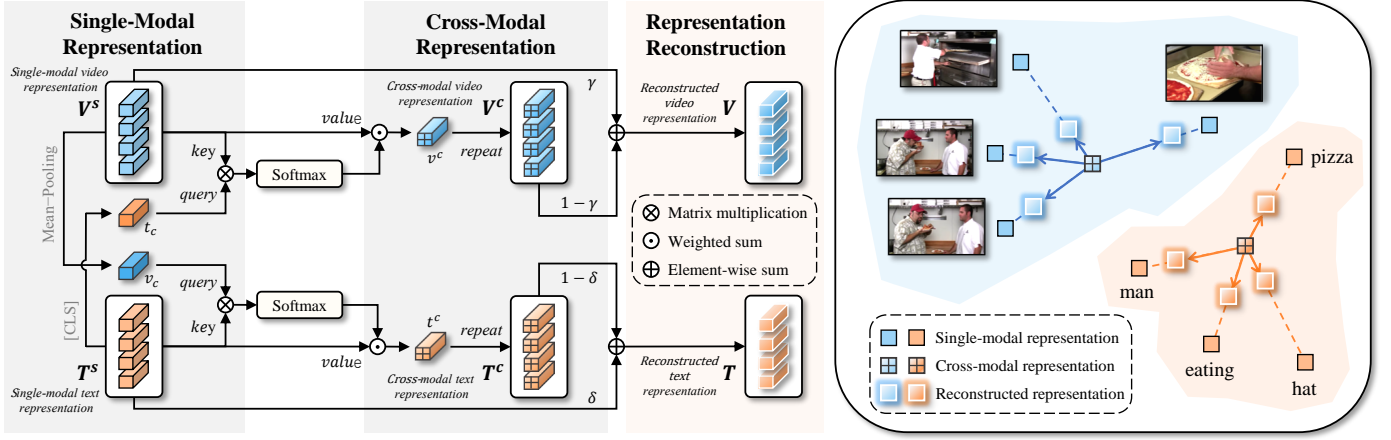 Single-Modal
Representation
Cross-Modal
Representation
Representation
Reconstruction
Single-modal video
representation
V^s
Mean-Pooling
[CLS]
key
query
t_c
v_c
query
key
T^s
Single-modal text
representation
Softmax
Softmax
value
value
Cross-modal video
representation
V^c
v^c
repeat
t^c
repeat
Cross-modal text
representation
T^c
γ
1 − γ
1 − δ
δ
Reconstructed
video
representation
V
Matrix multiplication
Weighted sum
Element-wise sum
Reconstructed
text
representation
T
pizza
man
eating
hat
Single-modal representation
Cross-modal representation
Reconstructed representation